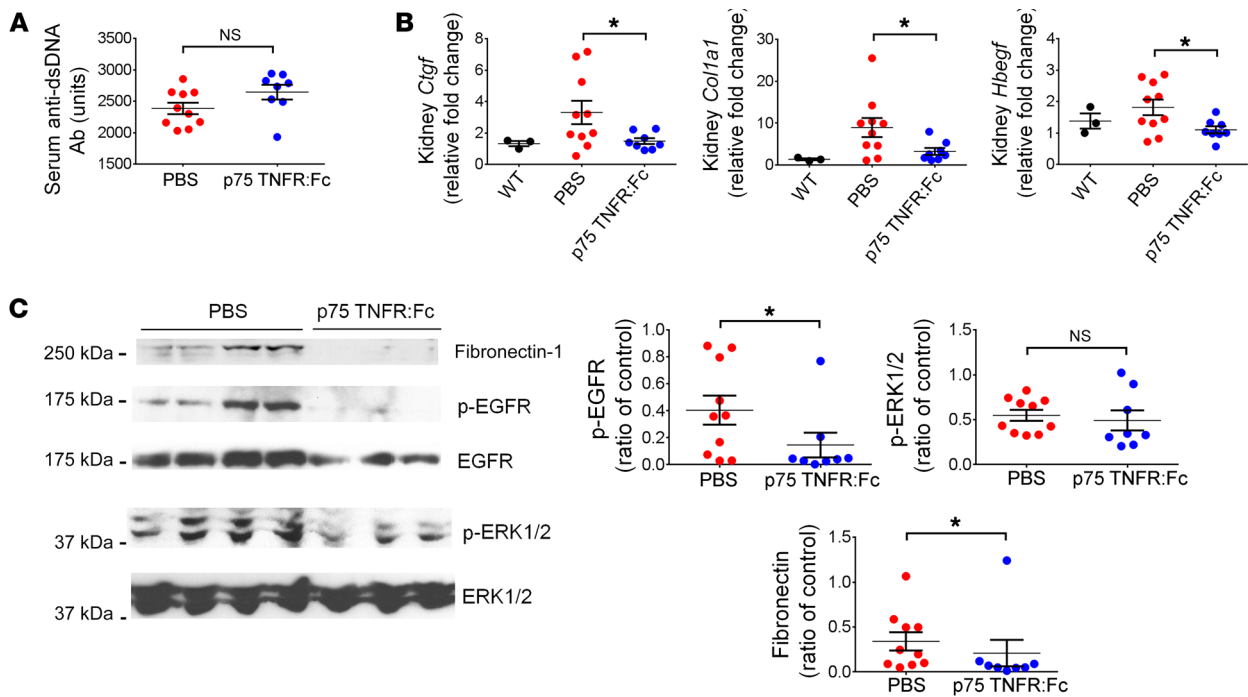 A
Serum anti-dsDNA
Ab (units)
3500
3000
2500
2000
1500
NS
PBS
p75 TNFR:Fc
B
Kidney Ctgf
(relative fold change)
8
6
4
2
0
*
WT
PBS
p75 TNFR:Fc
Kidney Col1a1
(relative fold change)
30
20
10
0
*
WT
PBS
p75 TNFR:Fc
Kidney Hbegf
(relative fold change)
4
3
2
1
0
*
WT
PBS
p75 TNFR:Fc
C
PBS
p75 TNFR:Fc
250 kDa
Fibronectin-1
175 kDa
p-EGFR
175 kDa
EGFR
37 kDa
p-ERK1/2
37 kDa
ERK1/2
p-EGFR
(ratio of control)
1.0
0.8
0.6
0.4
0.2
0.0
*
PBS
p75 TNFR:Fc
p-ERK1/2
(ratio of control)
1.5
1.0
0.5
0.0
NS
PBS
p75 TNFR:Fc
Fibronectin
(ratio of control)
1.5
1.0
0.5
0.0
*
PBS
p75 TNFR:Fc